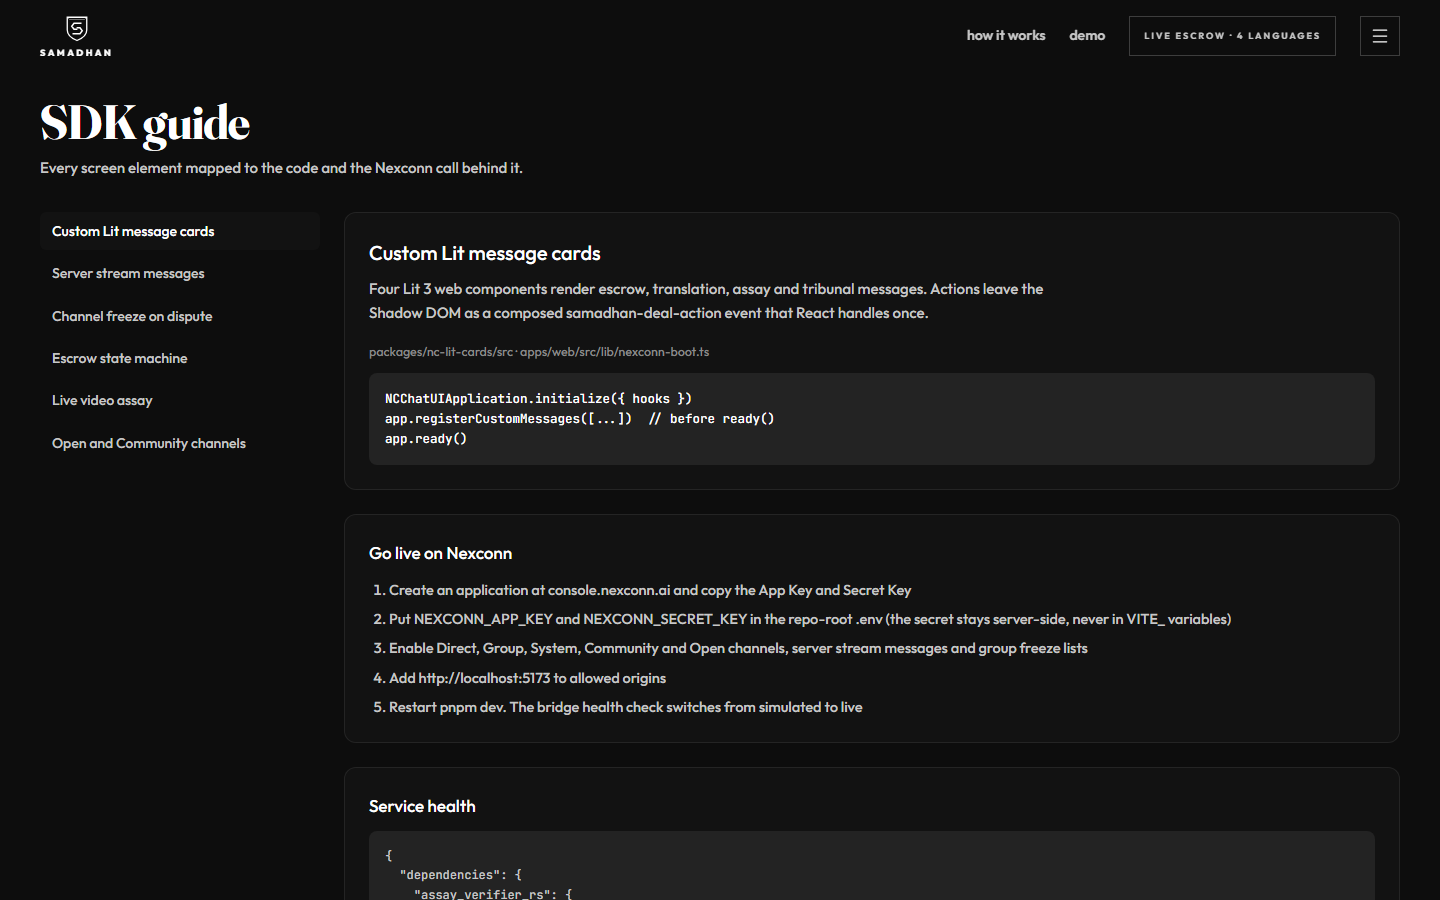 SAMADHAN
how it works
demo
LIVE ESCROW · 4 LANGUAGES
SDK guide
Every screen element mapped to the code and the Nexconn call behind it.
Custom Lit message cards
Server stream messages
Channel freeze on dispute
Escrow state machine
Live video assay
Open and Community channels
Custom Lit message cards
Four Lit 3 web components render escrow, translation, assay and tribunal messages. Actions leave the
Shadow DOM as a composed samadhan-deal-action event that React handles once.
packages/nc-lit-cards/src · apps/web/src/lib/nexconn-boot.ts
NCChatUIApplication.initialize({ hooks })
app.registerCustomMessages([...])  // before ready()
app.ready()
Go live on Nexconn
1. Create an application at console.nexconn.ai and copy the App Key and Secret Key
2. Put NEXCONN_APP_KEY and NEXCONN_SECRET_KEY in the repo-root .env (the secret stays server-side, never in VITE_ variables)
3. Enable Direct, Group, System, Community and Open channels, server stream messages and group freeze lists
4. Add http://localhost:5173 to allowed origins
5. Restart pnpm dev. The bridge health check switches from simulated to live
Service health
{
"dependencies": {
"assay_verifier_rs": {